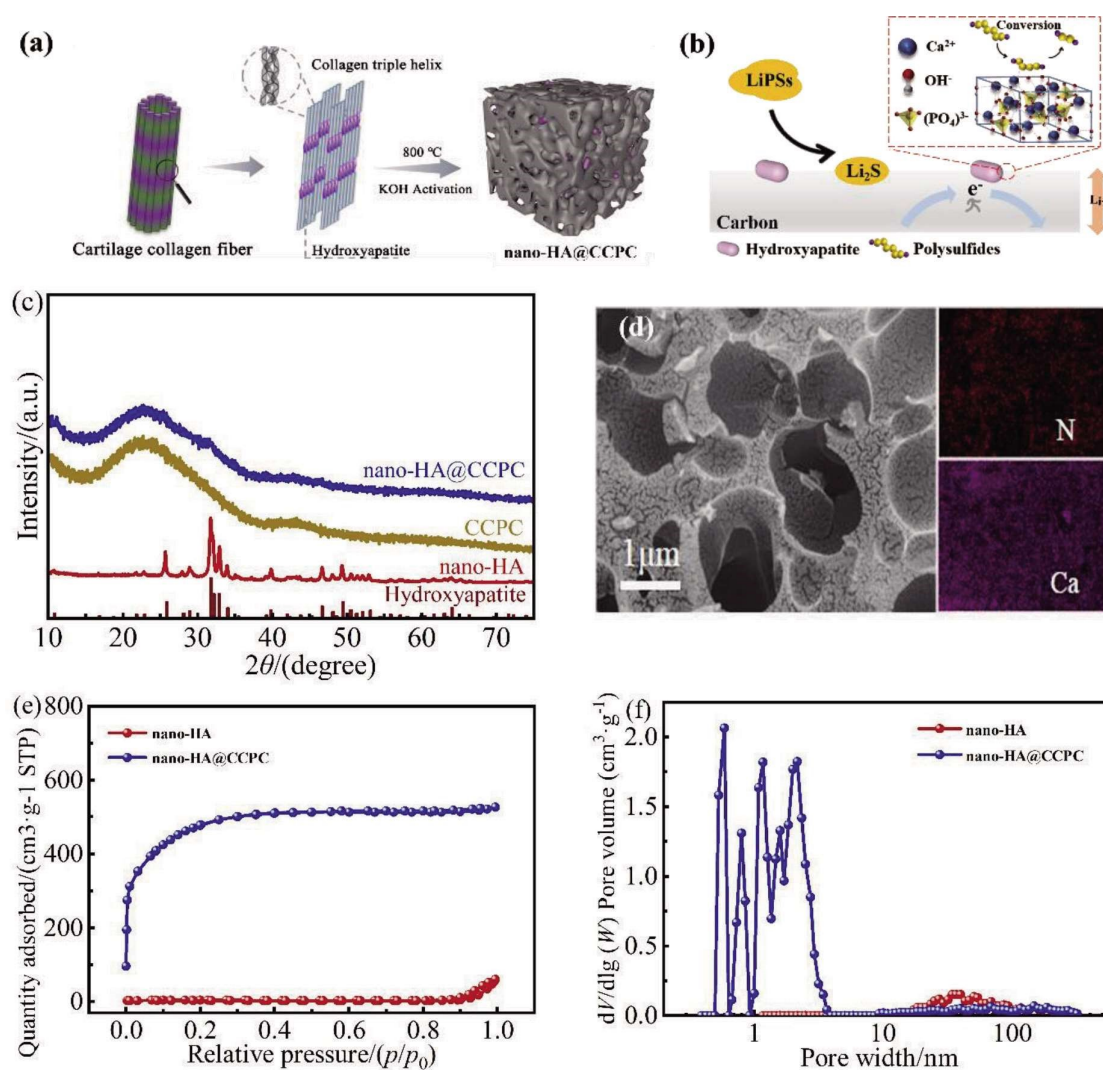 (a)
Collagen triple helix
800 ℃
KOH Activation
Cartilage collagen fiber
Hydroxyapatite
nano-HA@CCPC
(b)
LiPSs
Li₂S
e⁻
Carbon
Hydroxyapatite
Polysulfides
Ca²⁺
OH⁻
(PO₄)³⁻
Conversion
(c)
Intensity/(a.u.)
nano-HA@CCPC
CCPC
nano-HA
Hydroxyapatite
10 20 30 40 50 60 70
2θ/(degree)
(d)
1μm
N
Ca
(e)
Quantity adsorbed/(cm3·g-1 STP)
800
600
400
200
0
nano-HA
nano-HA@CCPC
0.0 0.2 0.4 0.6 0.8 1.0
Relative pressure/(p/p₀)
(f)
dV/dlg (W) Pore volume (cm³·g⁻¹)
2.0
1.5
1.0
0.5
0
nano-HA
nano-HA@CCPC
1 10 100
Pore width/nm